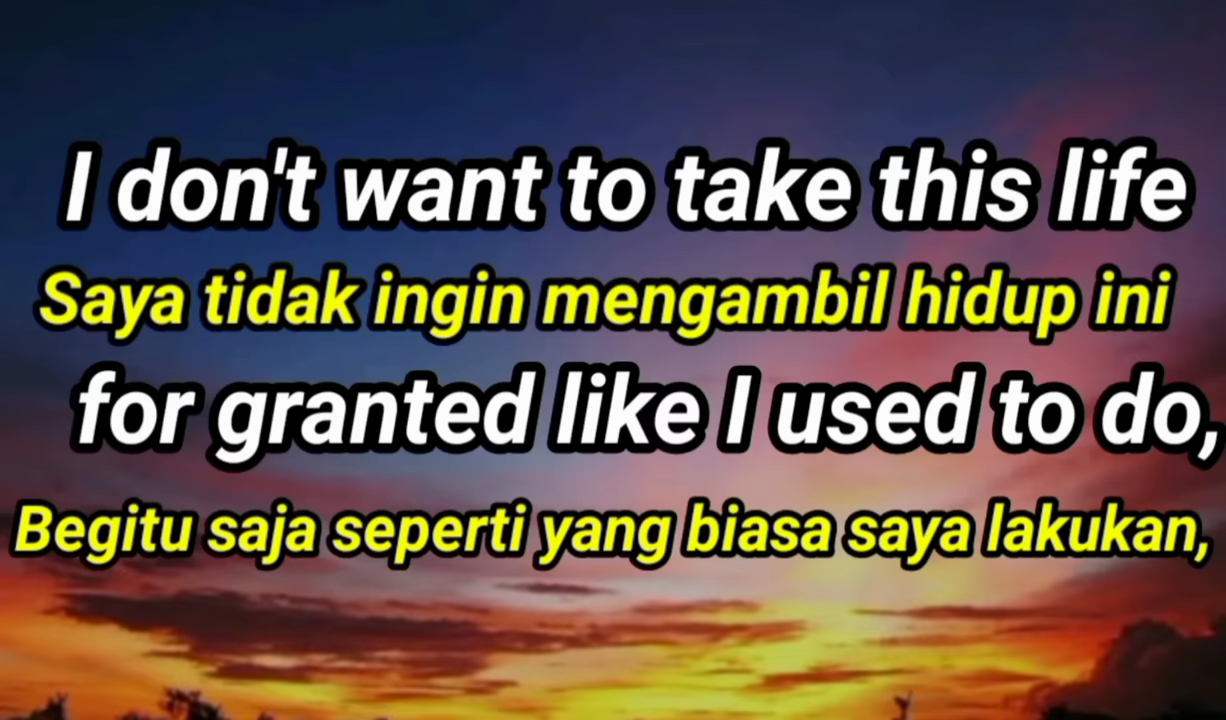 I don't want to take this life
Saya tidak ingin mengambil hidup ini
for granted like I used to do,
Begitu saja seperti yang biasa saya lakukan,